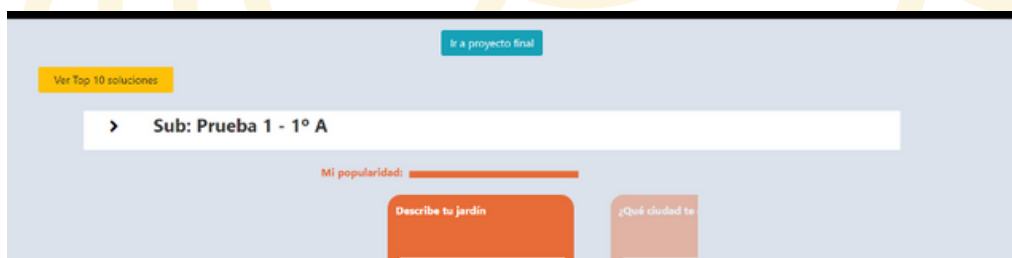 Ir a proyecto final
Ver Top 10 soluciones
Sub: Prueba 1 - 1º A
Mi popularidad:
Describe tu jardín
¿Qué ciudad te